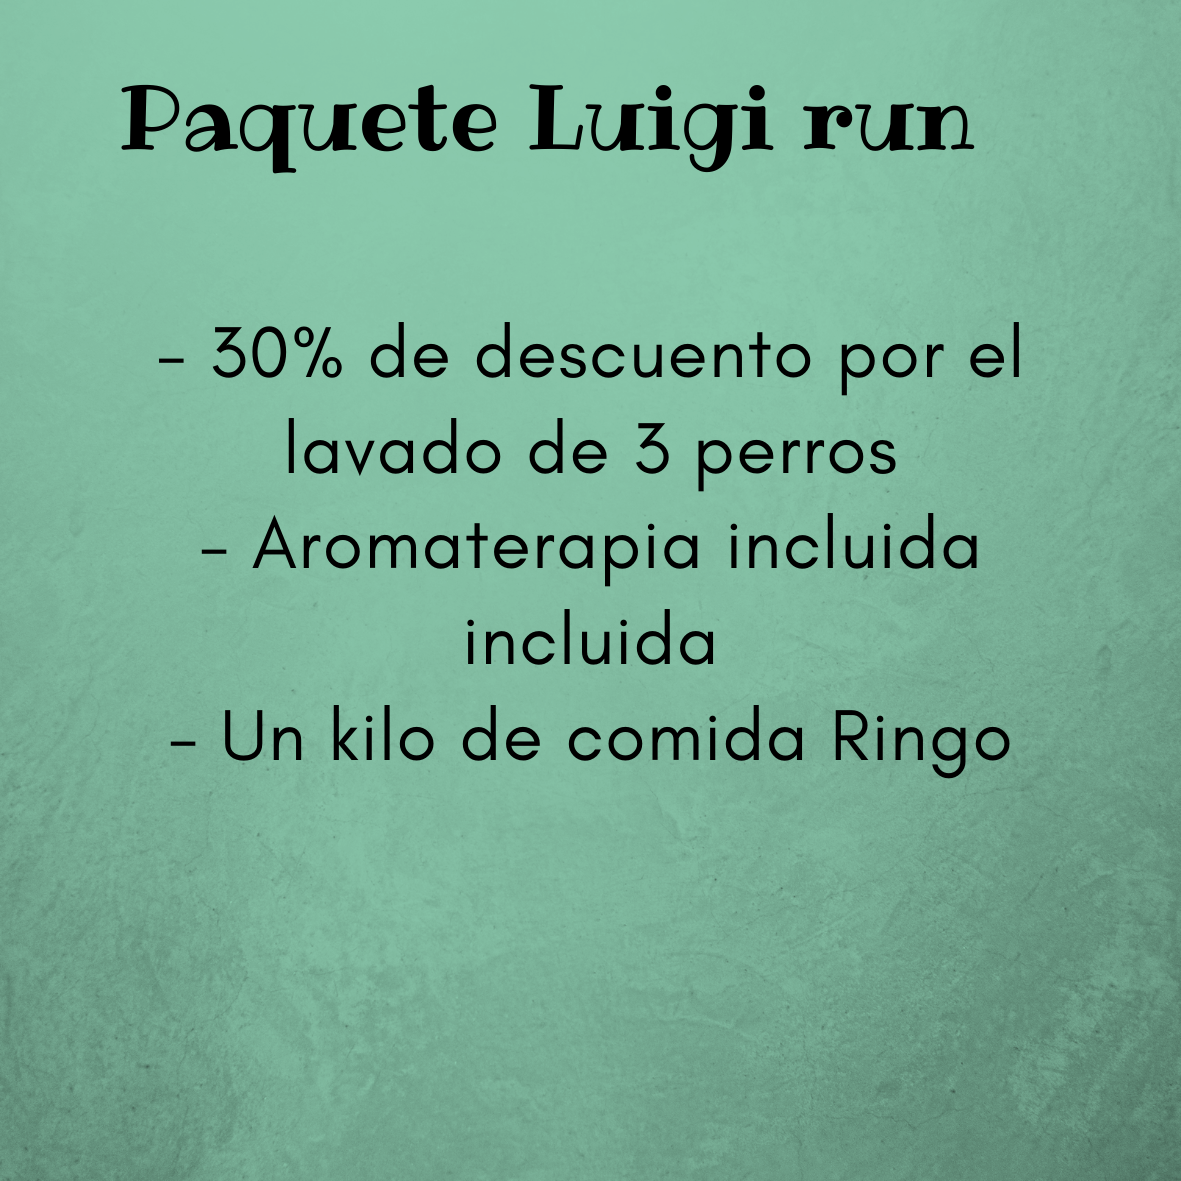 Paquete Luigi run
- 30% de descuento por el
lavado de 3 perros
- Aromaterapia incluida
incluida
- Un kilo de comida Ringo